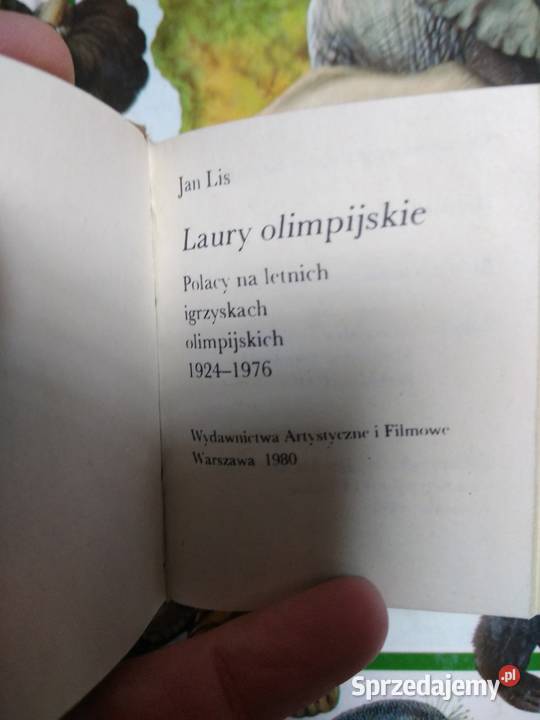 Jan Lis
Laury olimpijskie
Polacy na letnich
igrzyskach
olimpijskich
1924–1976
Wydawnictwa Artystyczne i Filmowe
Warszawa 1980
Sprzedajemy.pl